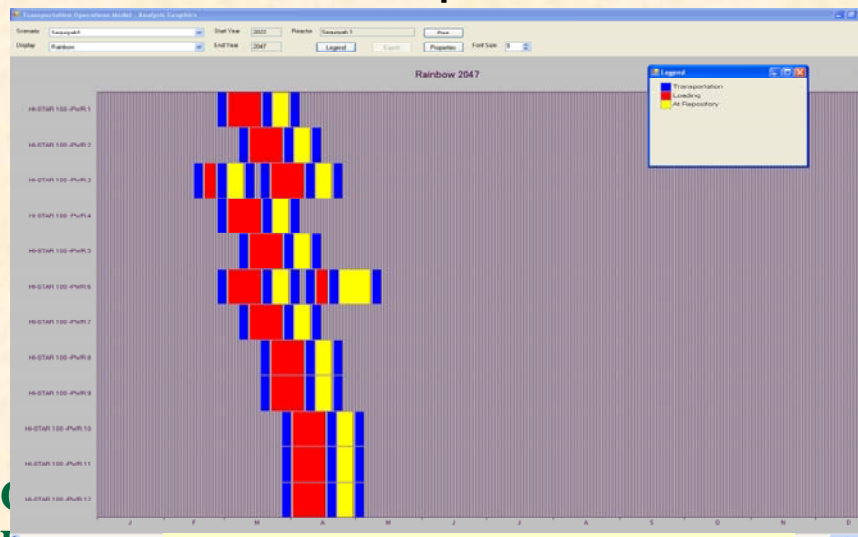 Transportation Operations Model - Analysis Graphics
Scenario Sequoyah1 Start Year 2022 Reactor Sequoyah 1
Display Rainbow End Year 2047 Legend Export Properties Font Size 8
Rainbow 2047
Legend
Transportation
Loading
At Repository
HI-STAR 100 -PWR 1
HI-STAR 100 -PWR 2
HI-STAR 100 -PWR 3
HI-STAR 100 -PWR 4
HI-STAR 100 -PWR 5
HI-STAR 100 -PWR 6
HI-STAR 100 -PWR 7
HI-STAR 100 -PWR 8
HI-STAR 100 -PWR 9
HI-STAR 100 -PWR 10
HI-STAR 100 -PWR 11
HI-STAR 100 -PWR 12
J F M A M J J A S O N D